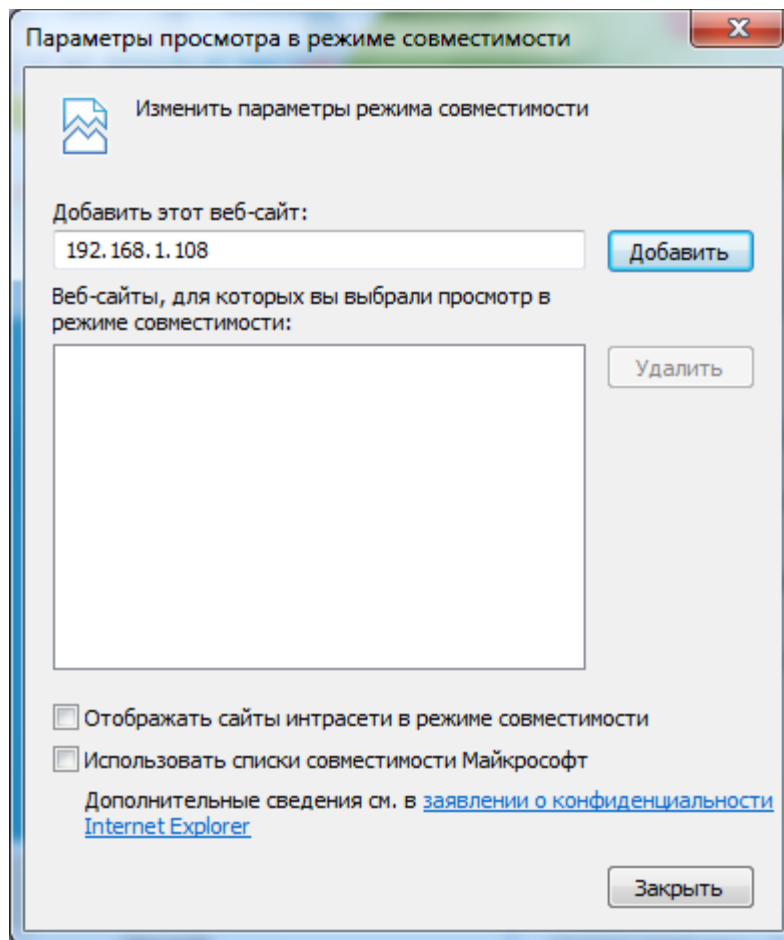 Параметры просмотра в режиме совместимости
Изменить параметры режима совместимости
Добавить этот веб-сайт:
192.168.1.108
Добавить
Веб-сайты, для которых вы выбрали просмотр в
режиме совместимости:
Удалить
Отображать сайты интрасети в режиме совместимости
Использовать списки совместимости Майкрософт
Дополнительные сведения см. в заявлении о конфиденциальности
Internet Explorer
Закрыть